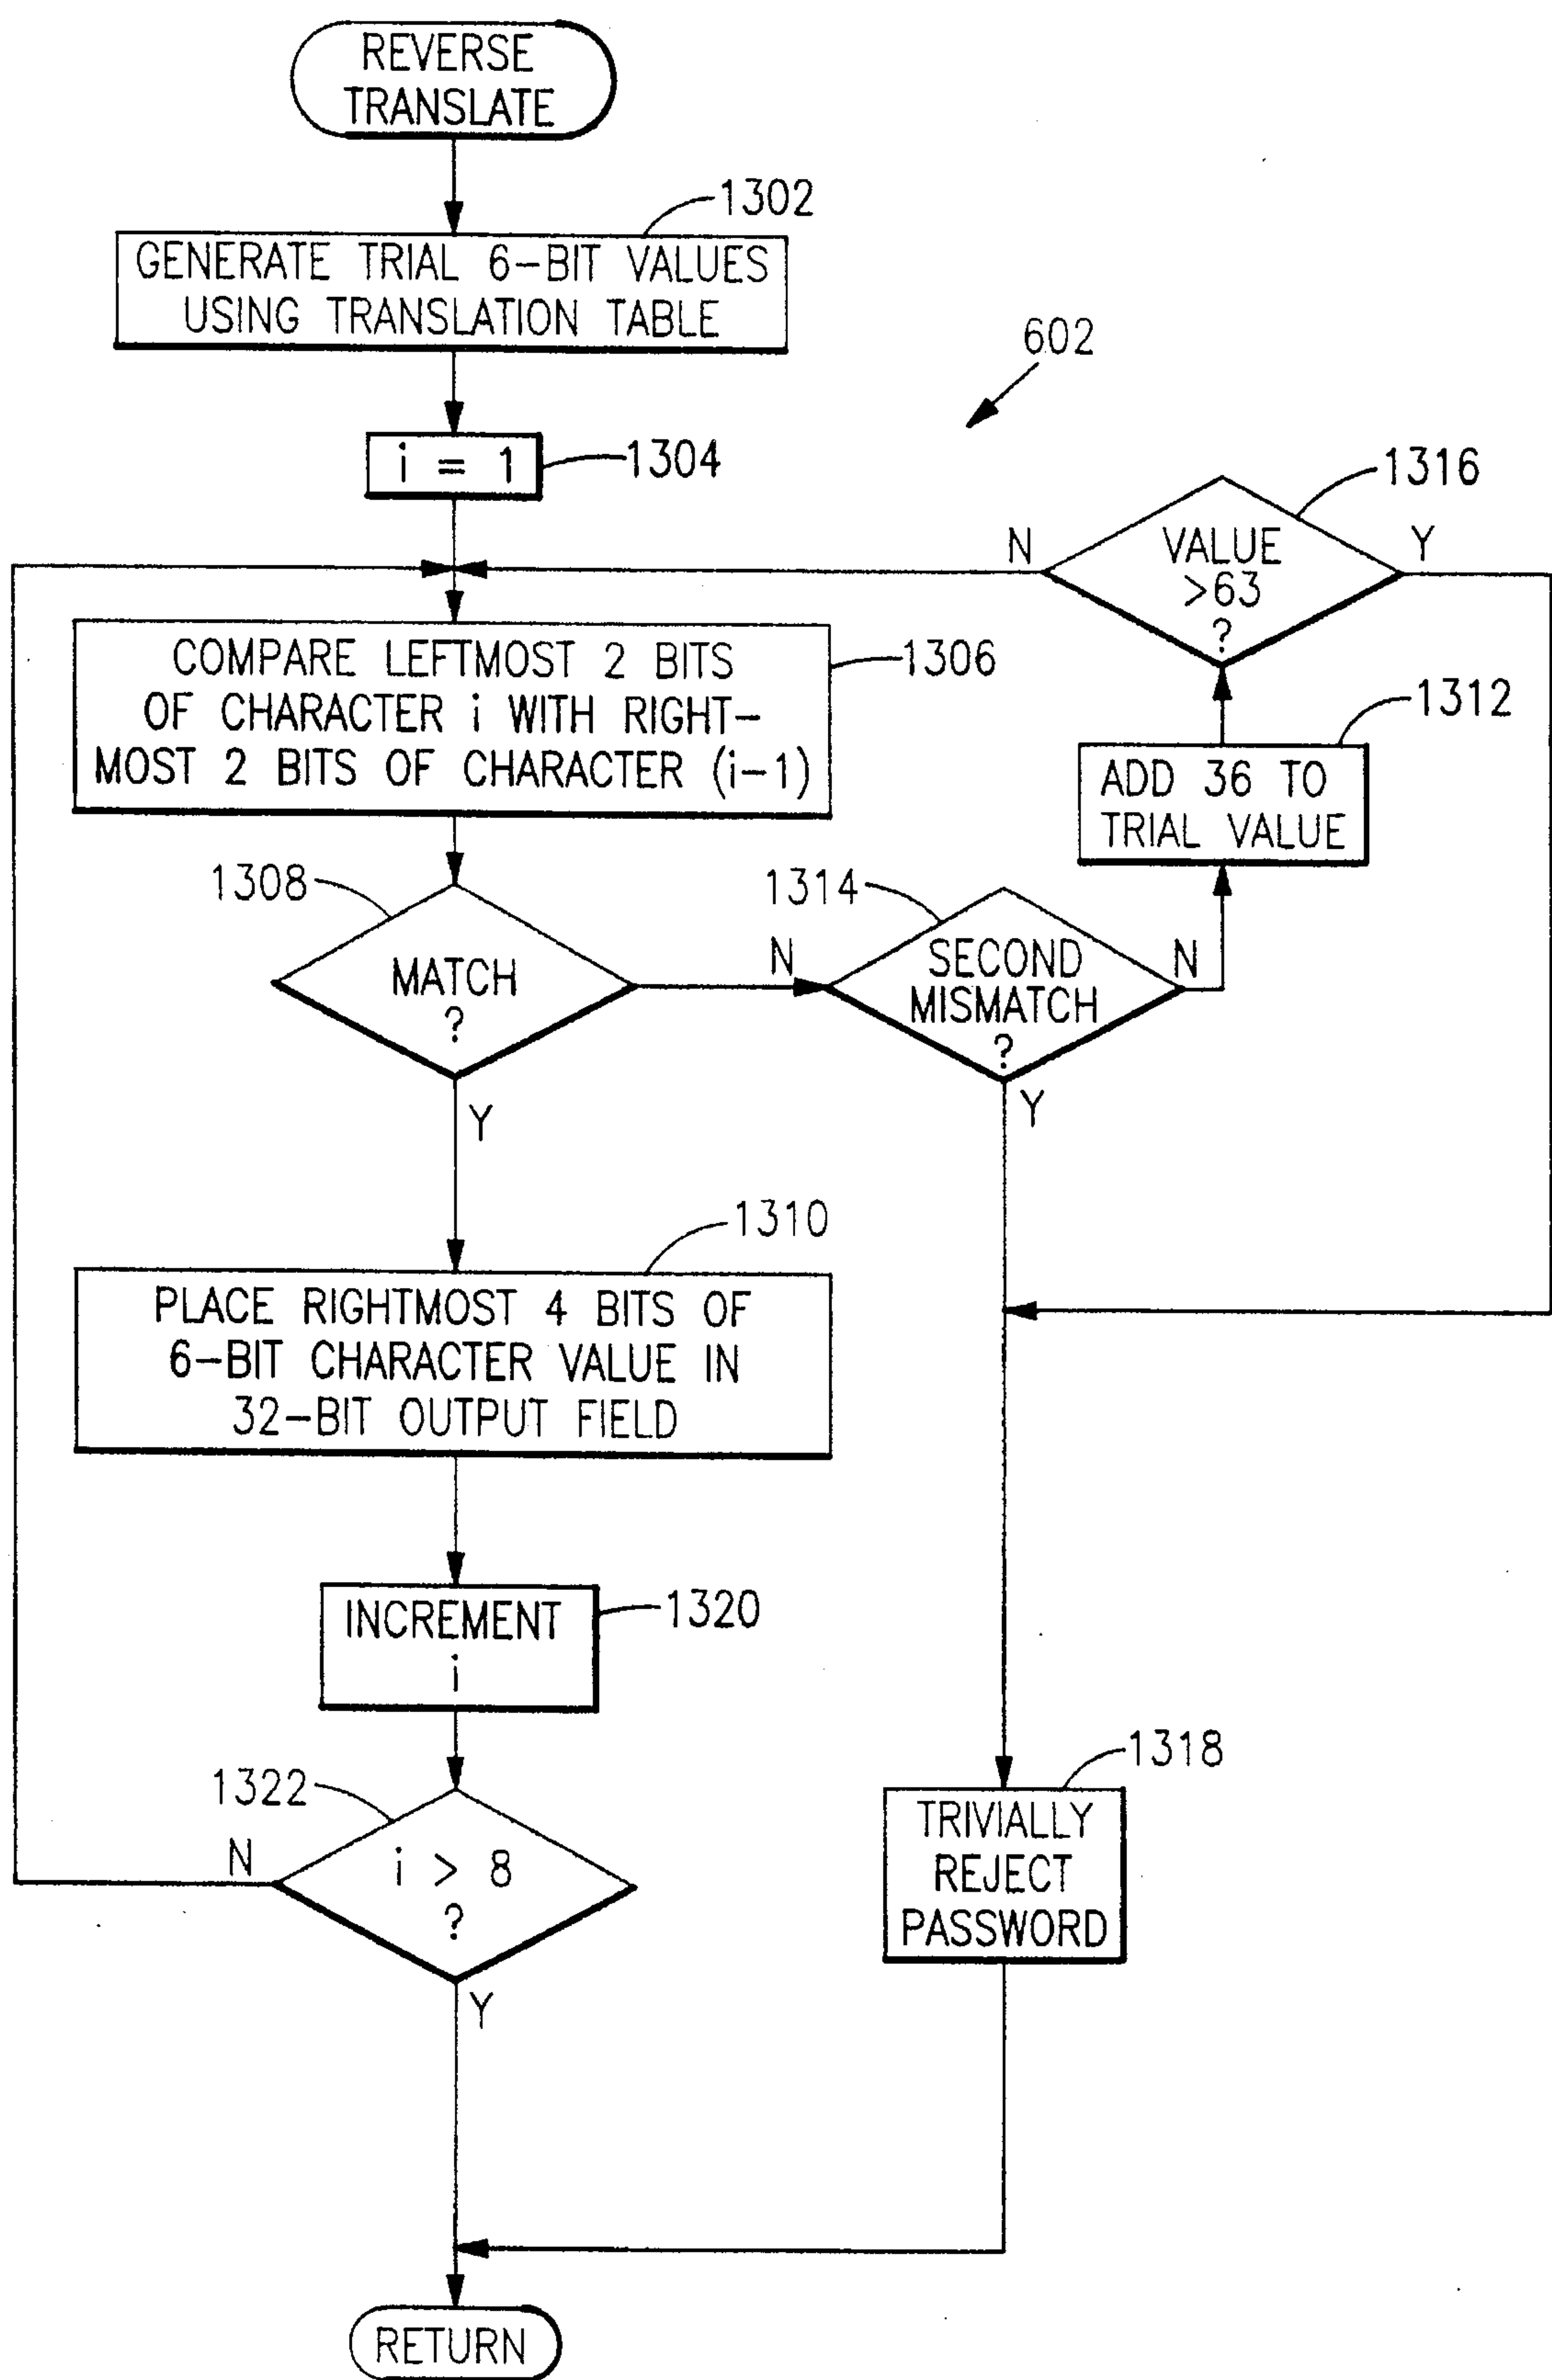 REVERSE
TRANSLATE
1302
GENERATE TRIAL 6-BIT VALUES
USING TRANSLATION TABLE
602
i = 1
1304
1316
N
VALUE
>63
?
Y
COMPARE LEFTMOST 2 BITS
OF CHARACTER i WITH RIGHT-
MOST 2 BITS OF CHARACTER (i-1)
1306
1312
ADD 36 TO
TRIAL VALUE
1308
MATCH
?
N
1314
SECOND
MISMATCH
?
N
Y
Y
1310
PLACE RIGHTMOST 4 BITS OF
6-BIT CHARACTER VALUE IN
32-BIT OUTPUT FIELD
INCREMENT
i
1320
1322
N
i > 8
?
Y
1318
TRIVIALLY
REJECT
PASSWORD
RETURN